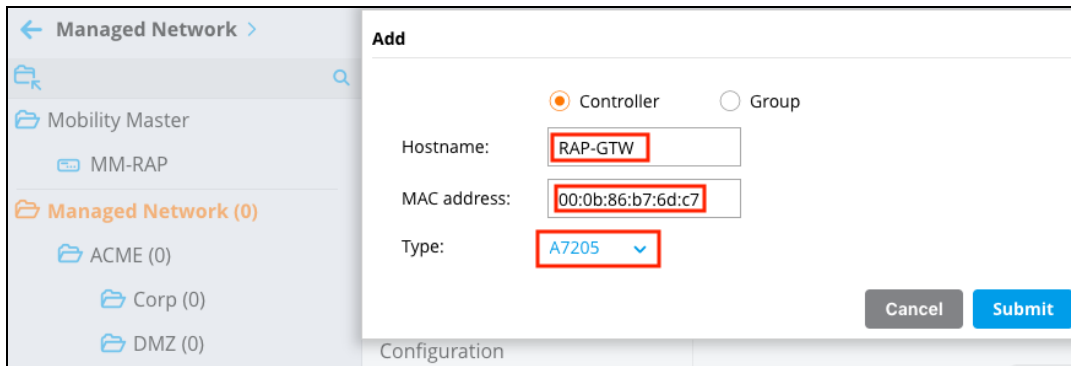 Managed Network >
Mobility Master
MM-RAP
Managed Network (0)
ACME (0)
Corp (0)
DMZ (0)
Add
Controller Group
Hostname: RAP-GTW
MAC address: 00:0b:86:b7:6d:c7
Type: A7205
Cancel Submit
Configuration